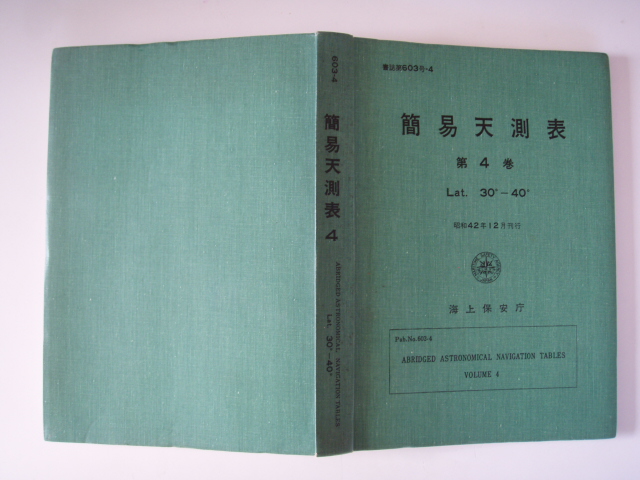 書誌第603号-4
簡易天測表
第4巻
Lat. 30°-40°
昭和42年12月刊行
海上保安庁
Pub.No.603-4
ABRIDGED ASTRONOMICAL NAVIGATION TABLES
VOLUME 4
603-4
簡易天測表 4
ABRIDGED ASTRONOMICAL NAVIGATION TABLES
Lat. 30°-40°